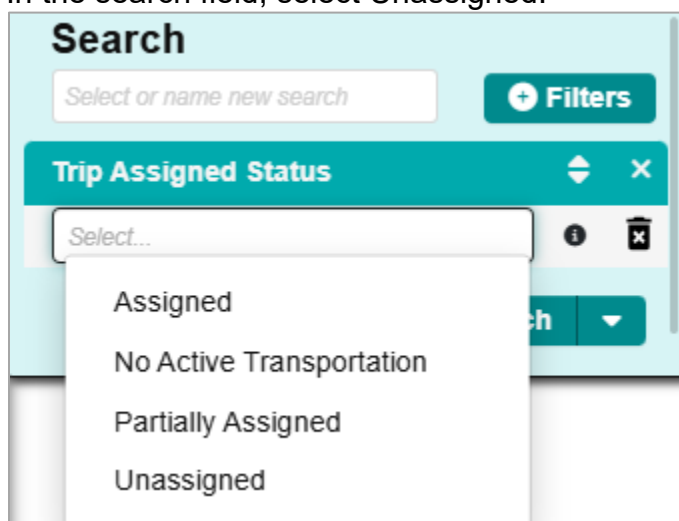 in the search field, select Unassigned.
Search
Select or name new search
Filters
Trip Assigned Status
Select...
Assigned
ch
No Active Transportation
Partially Assigned
Unassigned